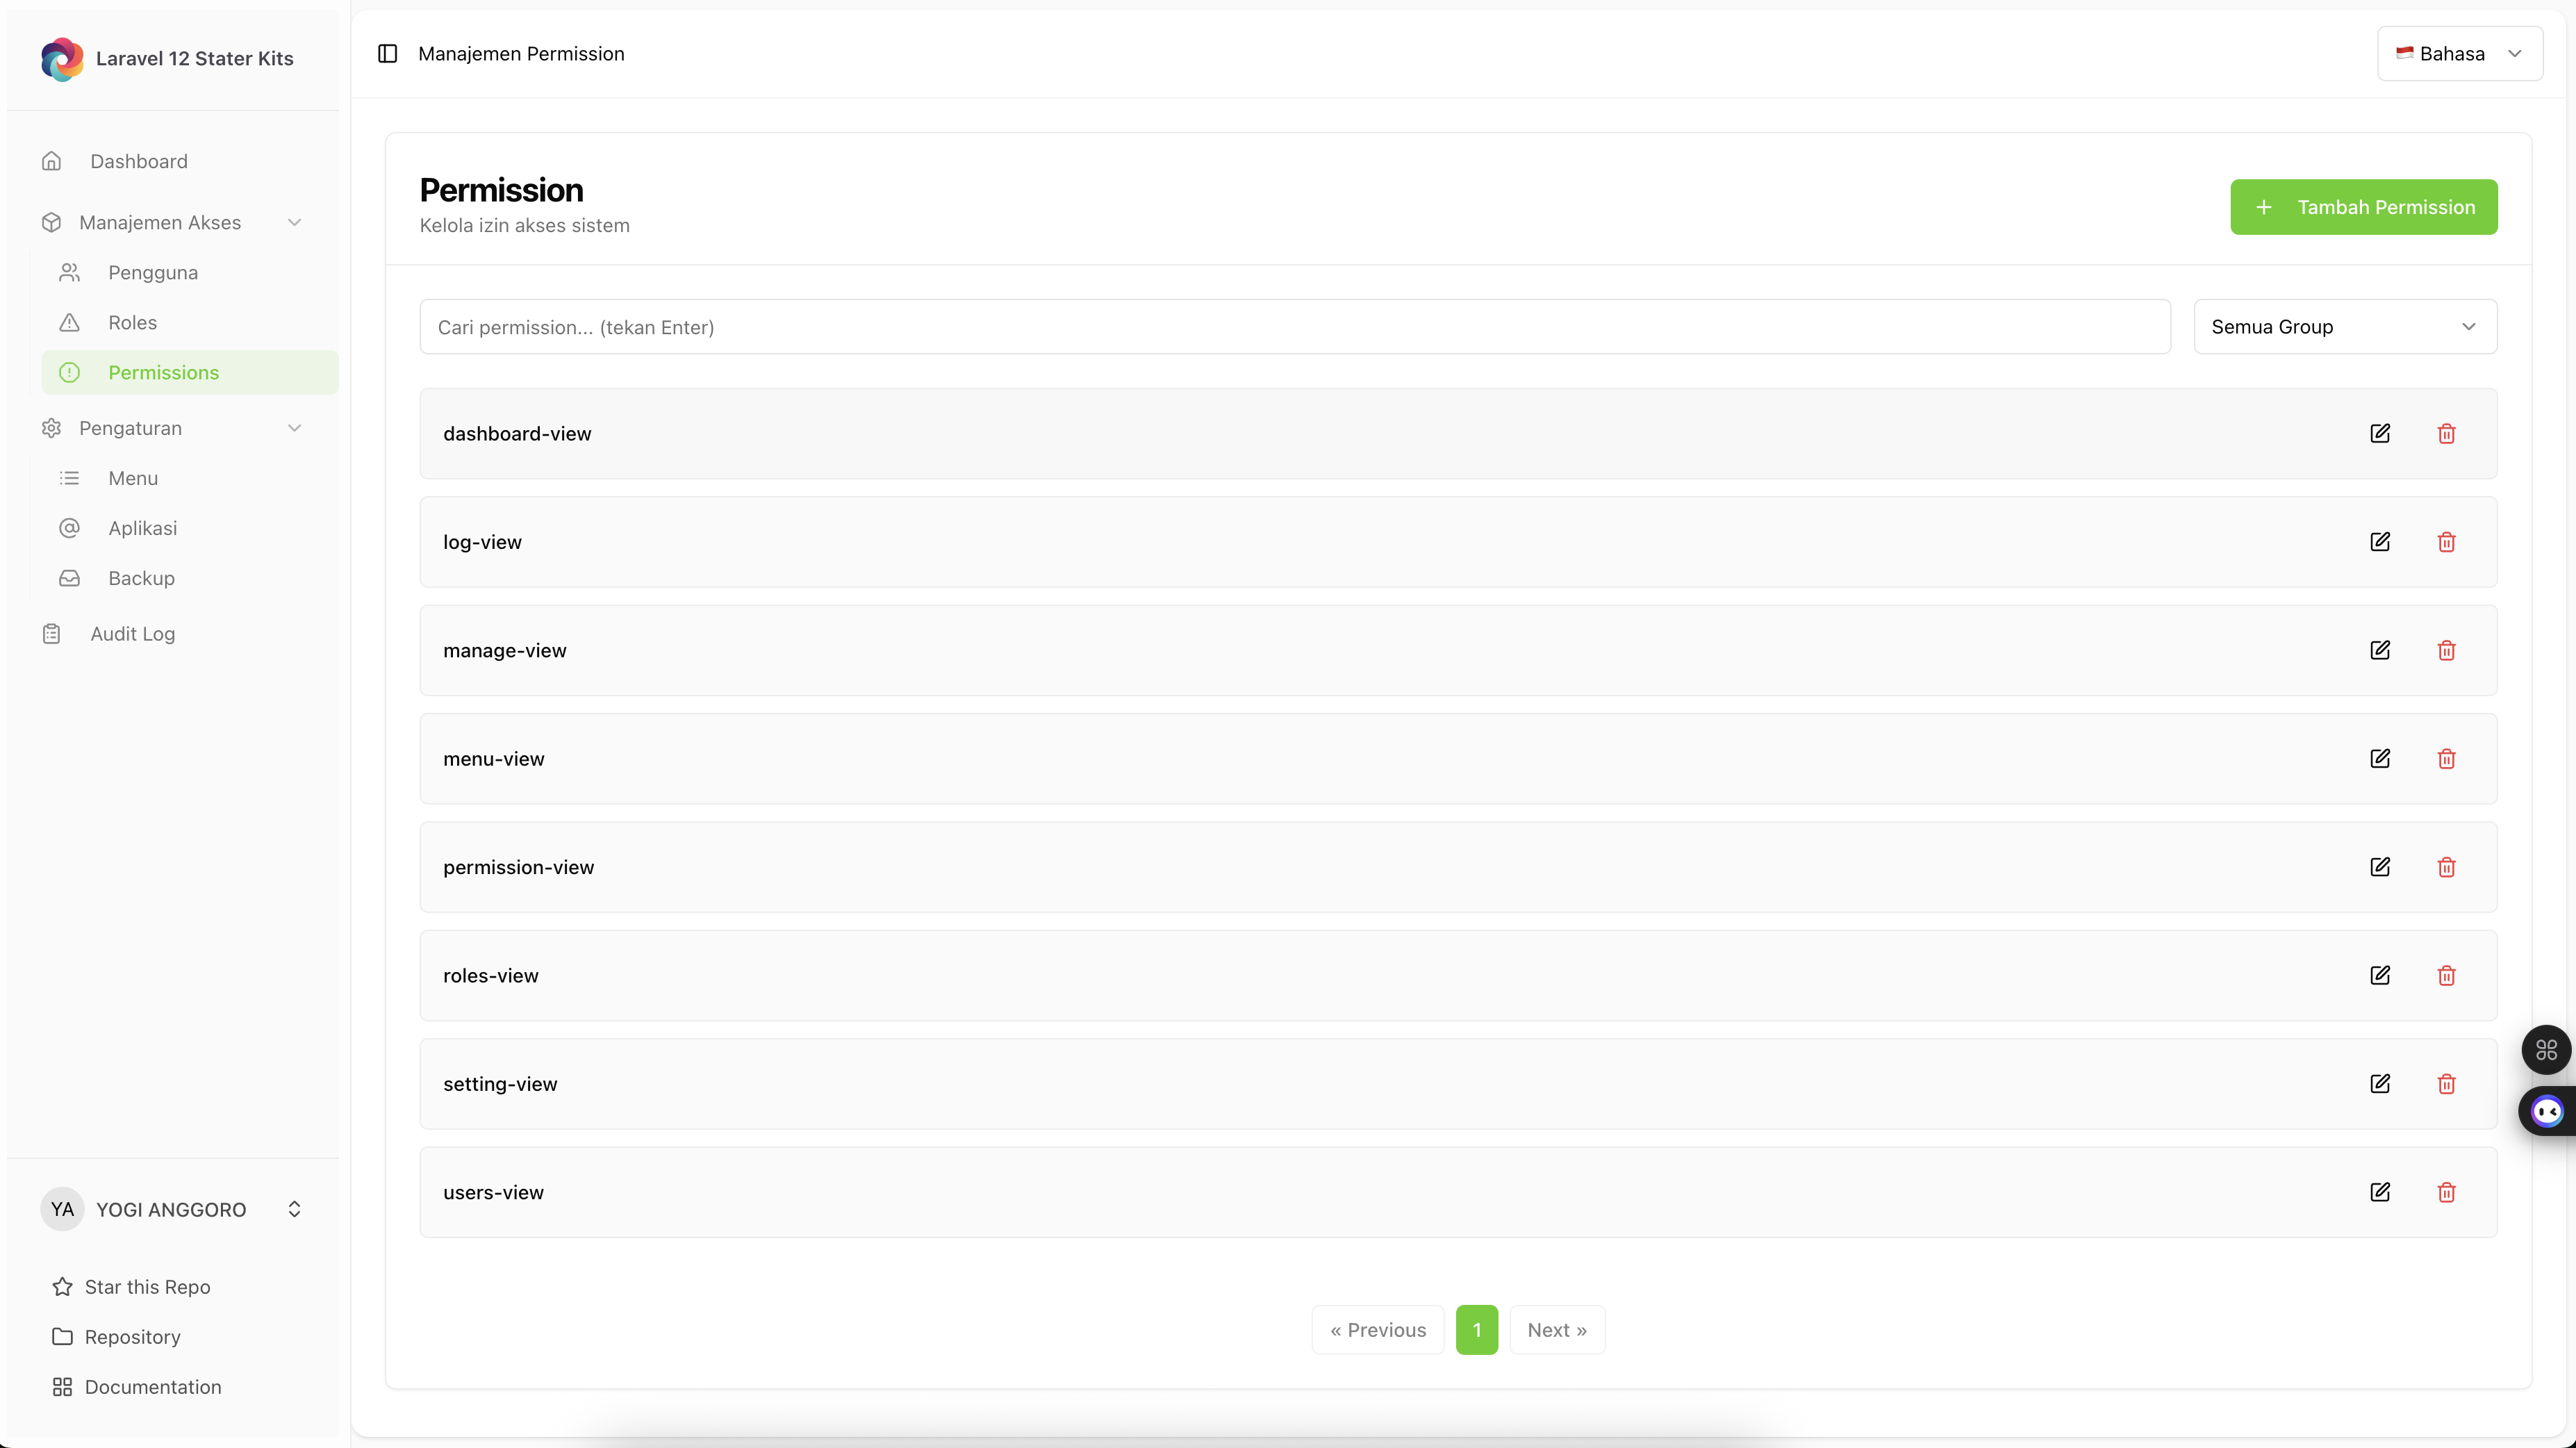 Laravel 12 Stater Kits
Dashboard
Manajemen Akses
Pengguna
Roles
Permissions
Pengaturan
Menu
Aplikasi
Backup
Audit Log
YA YOGI ANGGORO
Star this Repo
Repository
Documentation
Manajemen Permission
Bahasa
Permission
Kelola izin akses sistem
+ Tambah Permission
Cari permission... (tekan Enter)
Semua Group
dashboard-view
log-view
manage-view
menu-view
permission-view
roles-view
setting-view
users-view
« Previous 1 Next »